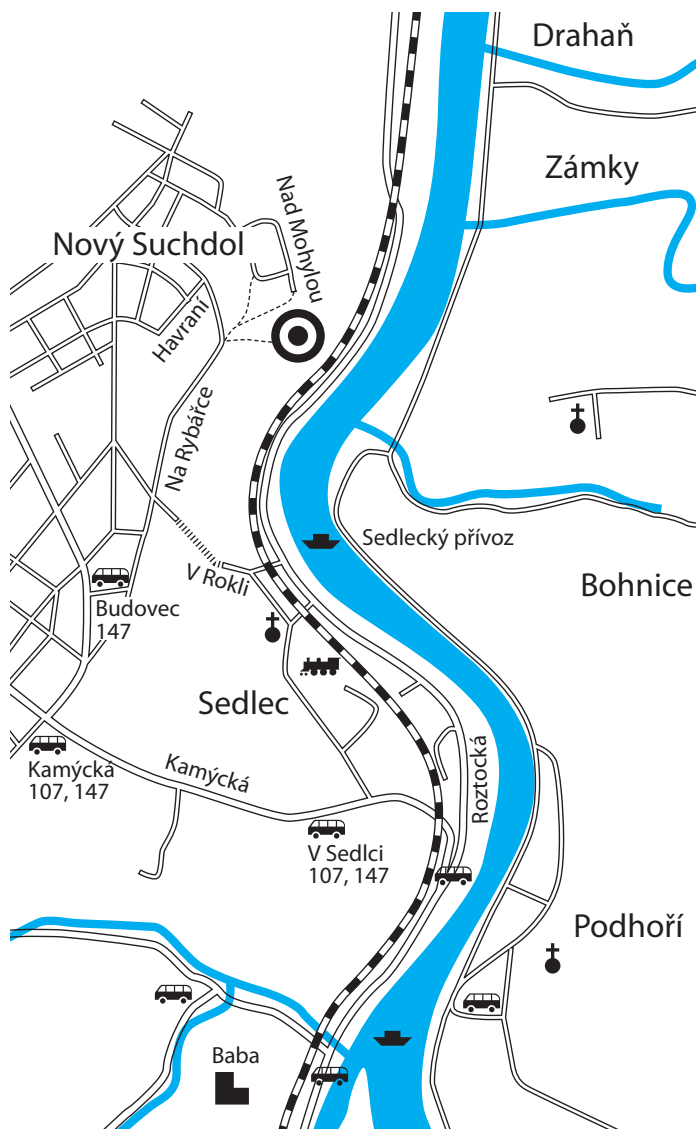 Drahaň
Zámky
Nad Mohylou
Nový Suchdol
Havraní
Na Rybářce
Sedlecký přívoz
V Rokli
Bohnice
Budovec
147
Sedlec
Kamýcká
107, 147
Kamýcká
Roztocká
V Sedlci
107, 147
Podhoří
Baba